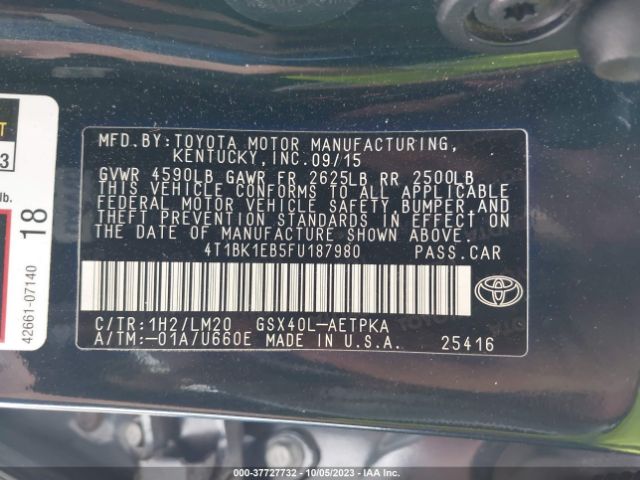 T
3
lb.
18
42661-07140
MFD.BY:TOYOTA MOTOR MANUFACTURING,
KENTUCKY,INC.09/15
GVWR 4590LB GAWR FR 2625LB RR 2500LB
THIS VEHICLE CONFORMS TO ALL APPLICABLE
FEDERAL MOTOR VEHICLE SAFETY,BUMPER AND
THEFT PREVENTION STANDARDS IN EFFECT ON
THE DATE OF MANUFACTURE SHOWN ABOVE.
4T1BK1EB5FU187980 PASS.CAR
C/TR:1H2/LM20 GSX40L-AETPKA
A/TM:-01A/U660E MADE IN U.S.A. 25416
000-37727732 - 10/05/2023 - IAA Inc.